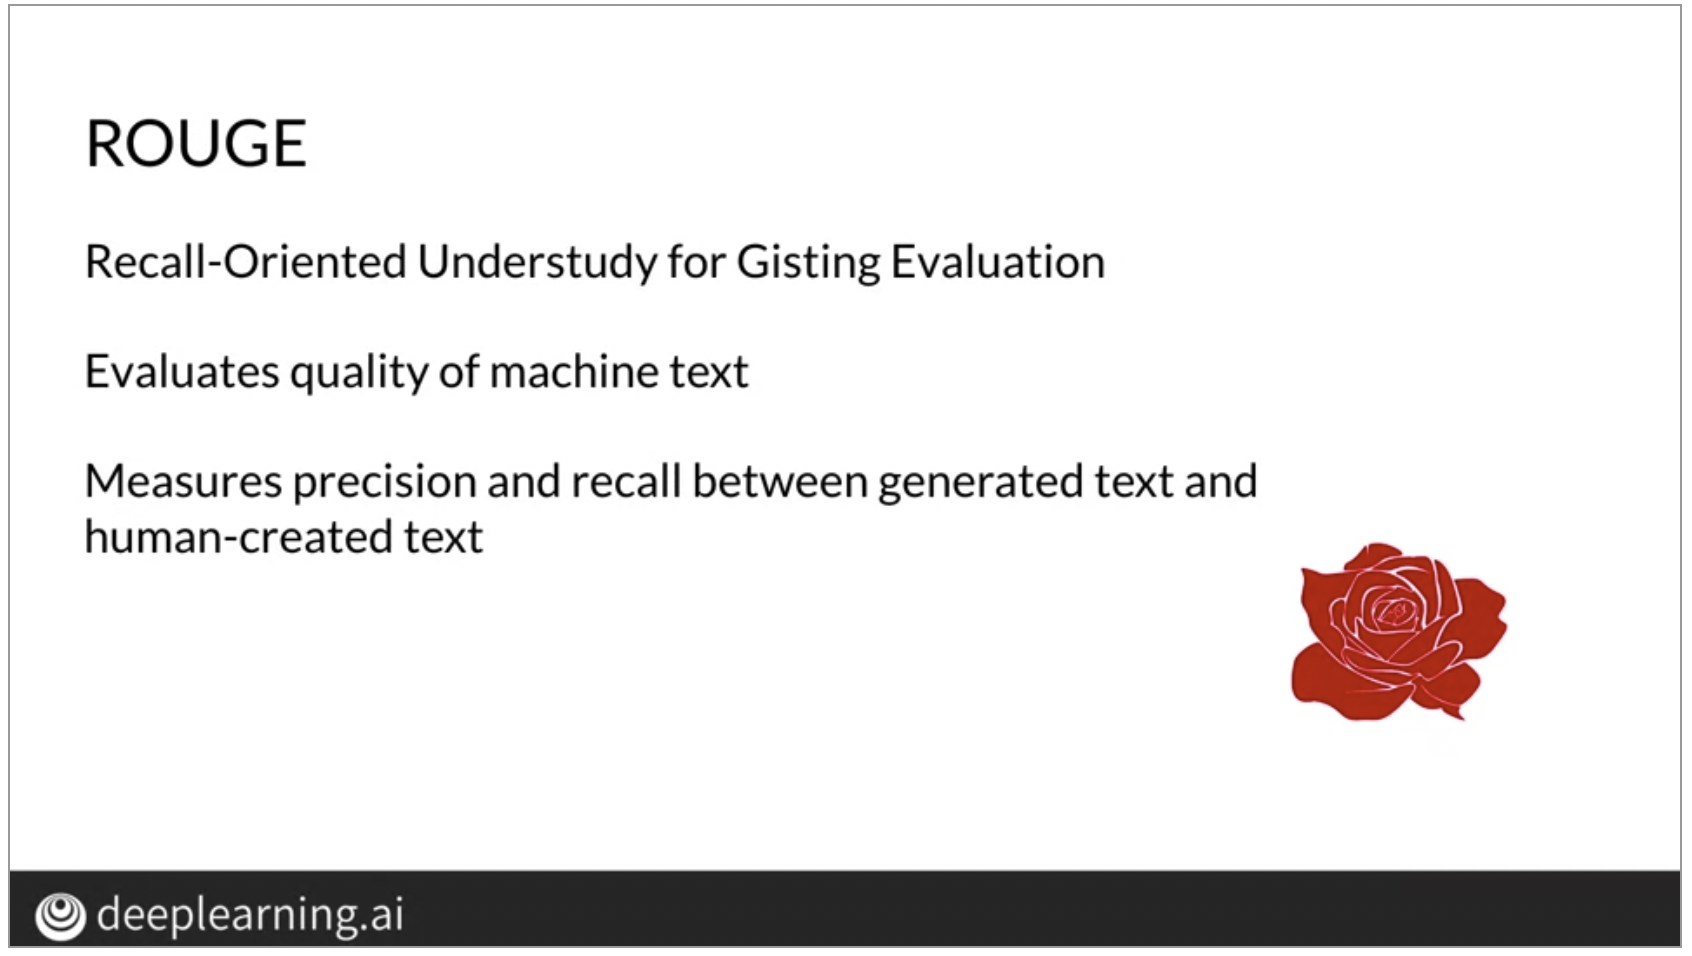 ROUGE
Recall-Oriented Understudy for Gisting Evaluation
Evaluates quality of machine text
Measures precision and recall between generated text and
human-created text
deeplearning.ai